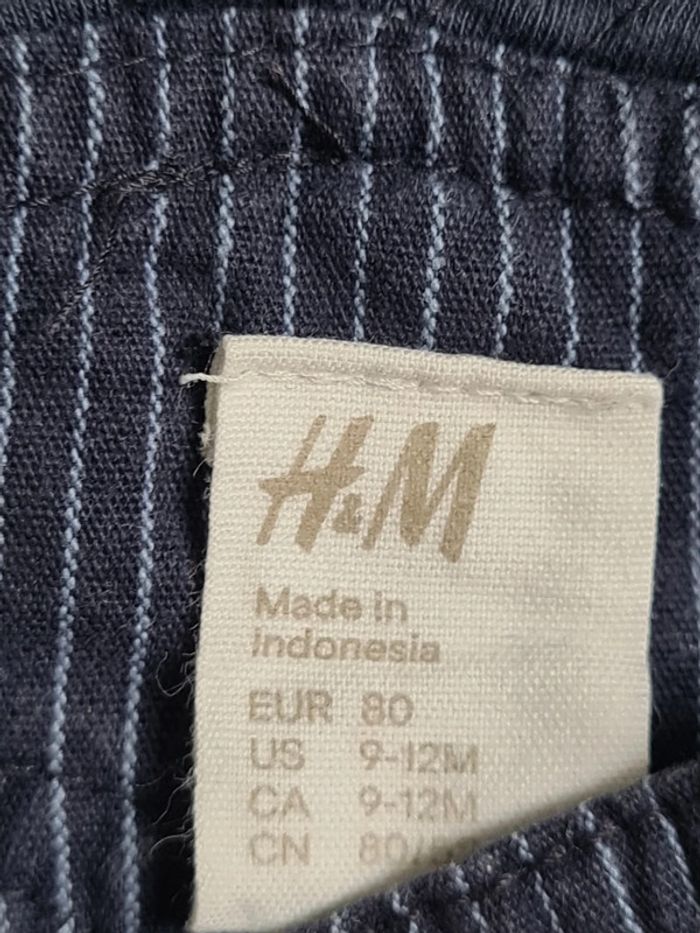 H&M
Made in
Indonesia
EUR 80
US 9-12M
CA 9-12M
CN